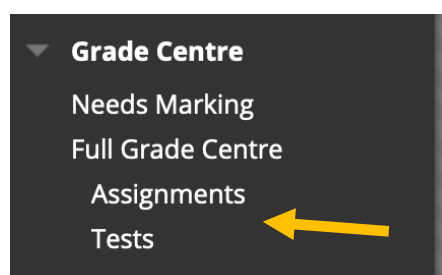 Grade Centre
Needs Marking
Full Grade Centre
Assignments
Tests